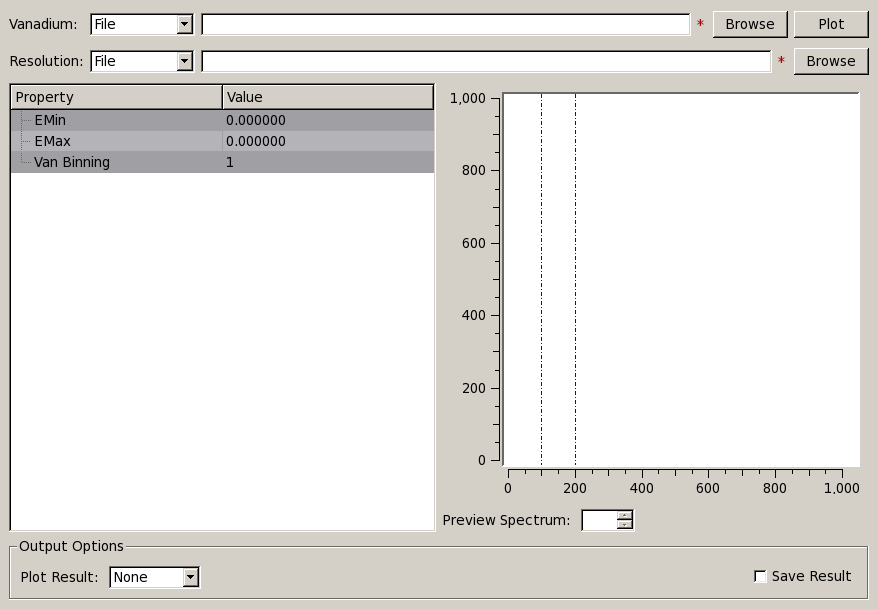 Vanadium: File * Browse Plot
Resolution: File * Browse
Property Value
EMin 0.000000
EMax 0.000000
Van Binning 1
1,000
800
600
400
200
0
0 200 400 600 800 1,000
Preview Spectrum:
Output Options
Plot Result: None Save Result